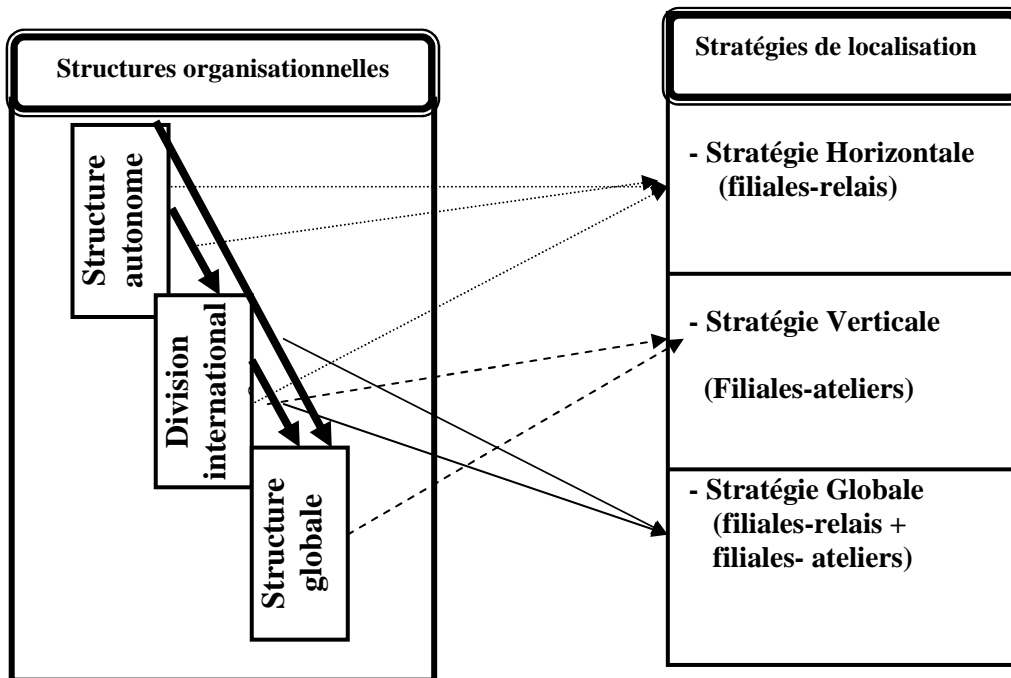 Structures organisationnelles
Structure
autonome
Division
international
Structure
globale
Stratégies de localisation
- Stratégie Horizontale
(filiales-relais)
- Stratégie Verticale
(Filiales-ateliers)
- Stratégie Globale
(filiales-relais +
filiales- ateliers)